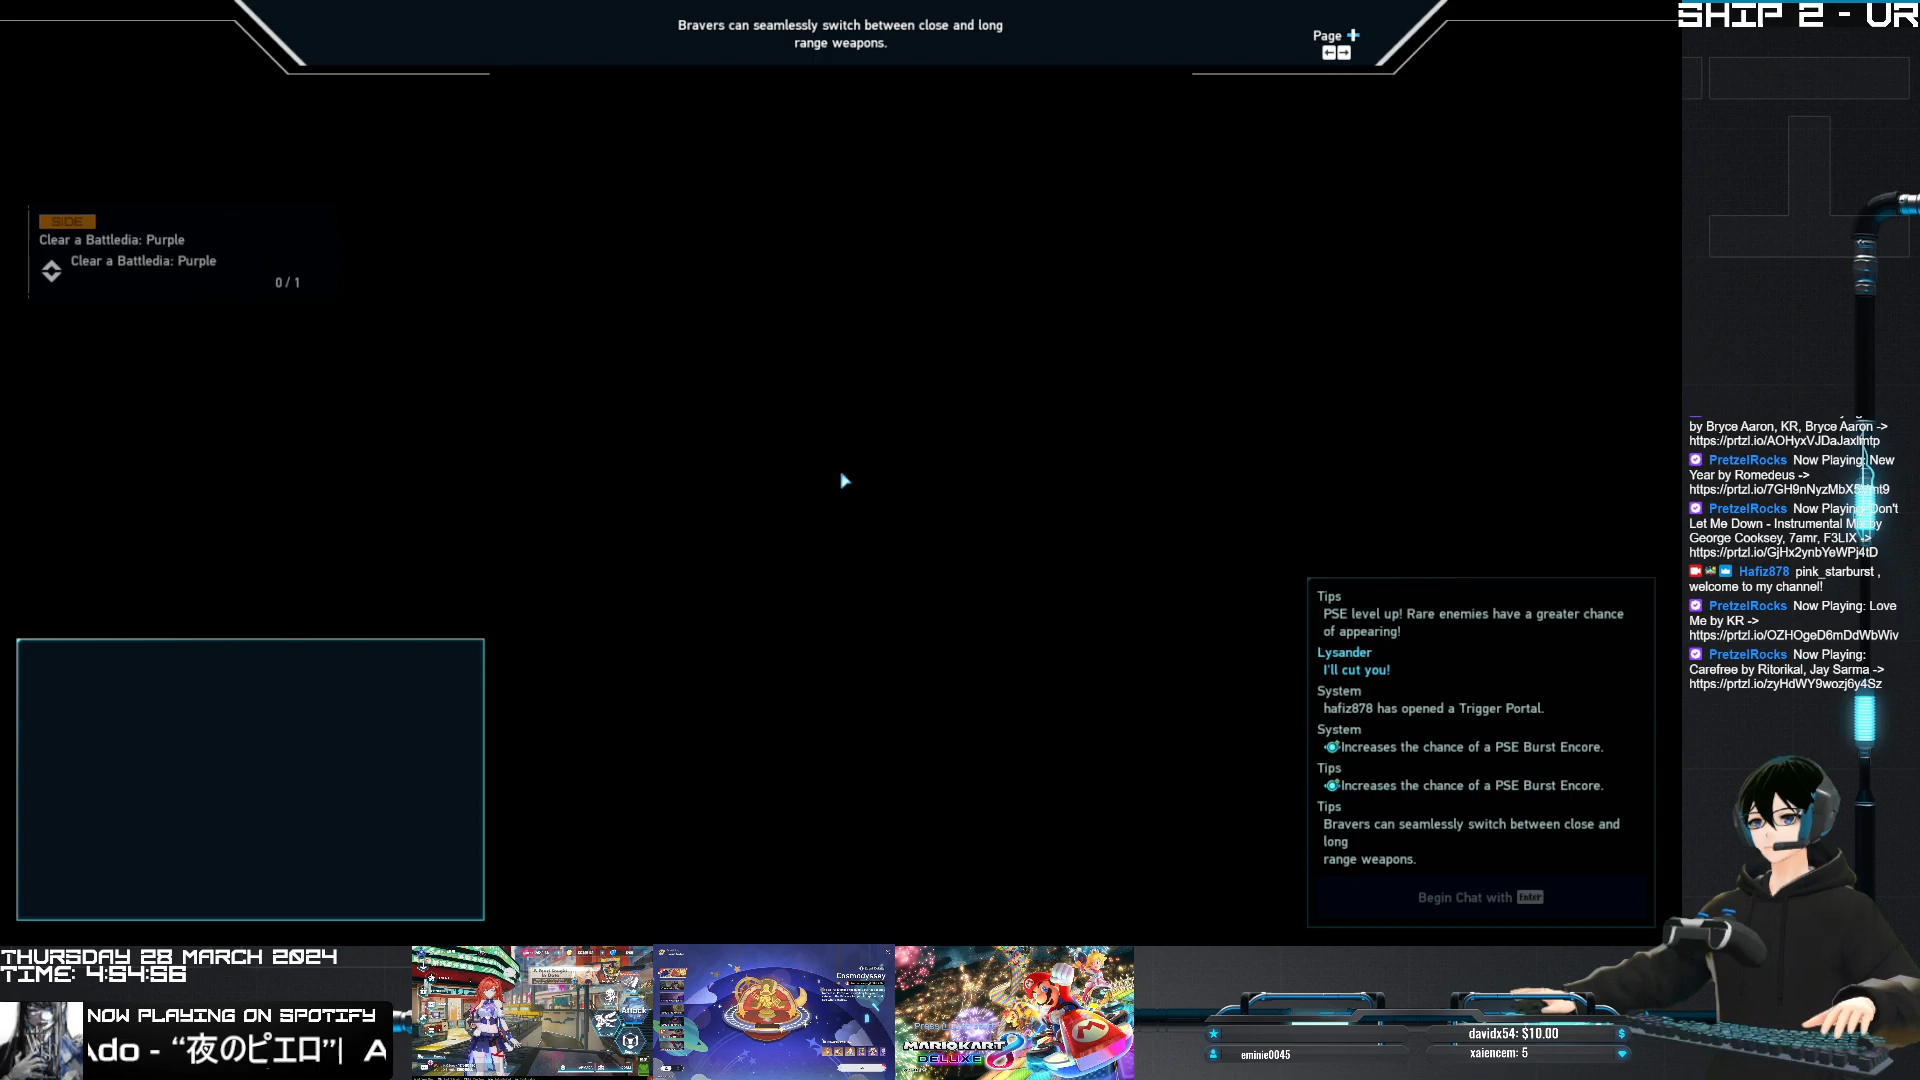 Bravers can seamlessly switch between close and long
range weapons.
Page
SHIP 2 - UR
SIDE
Clear a Battledia: Purple
Clear a Battledia: Purple
0 / 1
by Bryce Aaron, KR, Bryce Aaron ->
PretzelRocks Now Playing: New
Year by Romedeus ->
PretzelRocks Now Playing: Don't
Let Me Down - Instrumental Mix by
George Cooksey, 7amr, F3LIX ->
https://prtzl.io/GjHx2ynbYeWPj4tD
Hafiz878 pink_starburst ,
welcome to my channel!
PretzelRocks Now Playing: Love
Me by KR ->
https://prtzl.io/OZHOgeD6mDdWbWiv
PretzelRocks Now Playing:
Carefree by Ritorikal, Jay Sarma ->
https://prtzl.io/zyHdWY9wozj6y4Sz
Tips
PSE level up! Rare enemies have a greater chance
of appearing!
Lysander
I'll cut you!
System
hafiz878 has opened a Trigger Portal.
System
Increases the chance of a PSE Burst Encore.
Tips
Increases the chance of a PSE Burst Encore.
Tips
Bravers can seamlessly switch between close and
long
range weapons.
Begin Chat with Enter
THURSDAY 28 MARCH 2024
TIME: 4:54:56
NOW PLAYING ON SPOTIFY
Ado - “夜のピエロ” A
Attack
Cosmodyssey
MARIOKART 8
DELUXE
davidx54: $10.00
eminie0045
xaiencem: 5